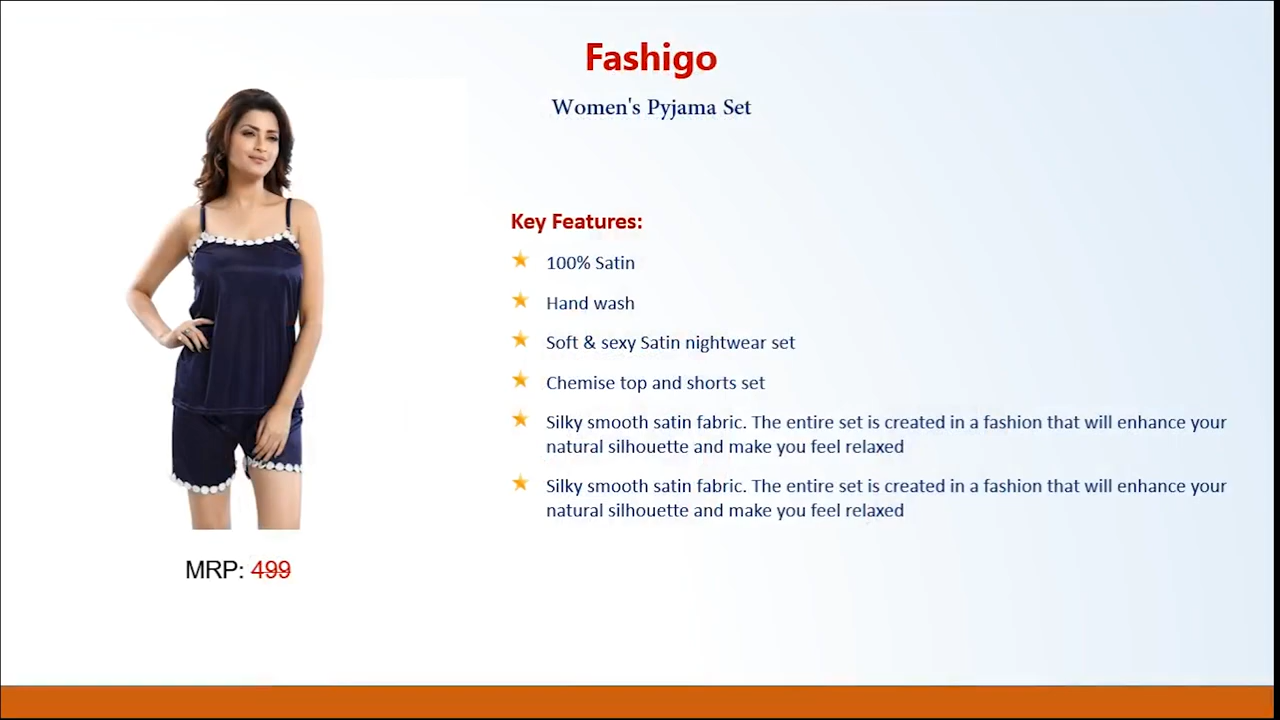 Fashigo
Women's Pyjama Set
Key Features:
100% Satin
Hand wash
Soft & sexy Satin nightwear set
Chemise top and shorts set
Silky smooth satin fabric. The entire set is created in a fashion that will enhance your
natural silhouette and make you feel relaxed
Silky smooth satin fabric. The entire set is created in a fashion that will enhance your
natural silhouette and make you feel relaxed
MRP: 499